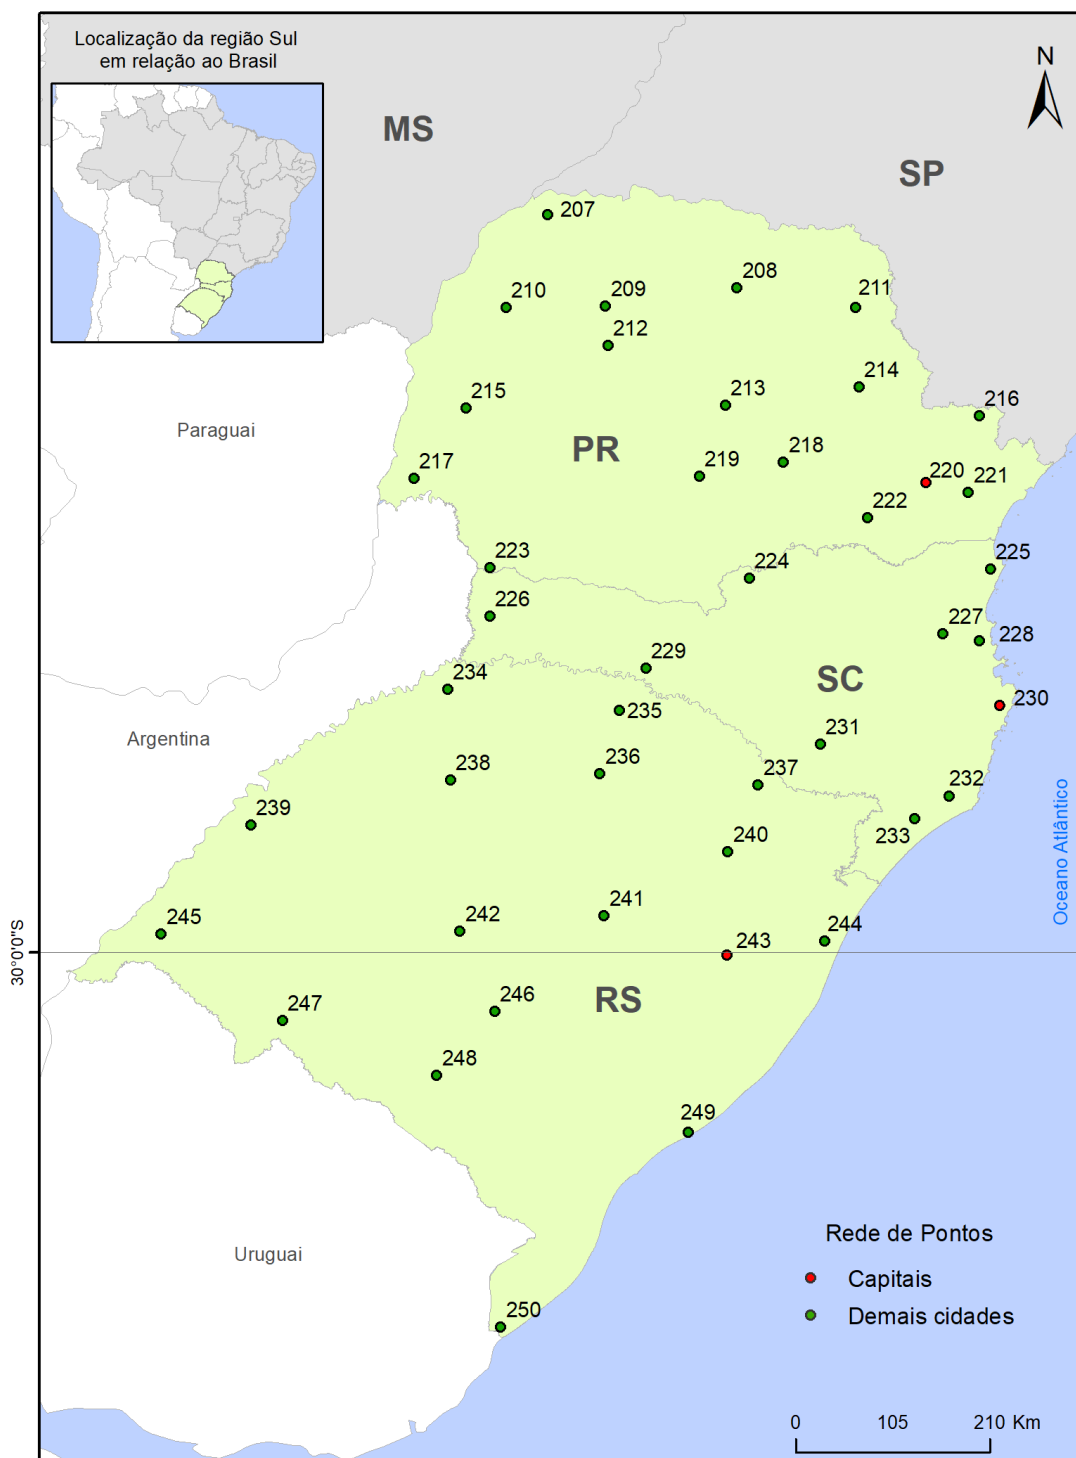 Localização da região Sul
em relação ao Brasil
N
MS
SP
207
208
209
210
211
212
214
213
215
216
Paraguai
PR
218
219
217
220
221
222
223
224
225
226
227
228
229
SC
234
230
235
231
Argentina
236
238
237
232
239
233
Oceano Atlântico
240
241
242
245
243
244
30°0'0"S
246
RS
247
248
249
Uruguai
Rede de Pontos
Capitais
250
Demais cidades
0 105 210 Km